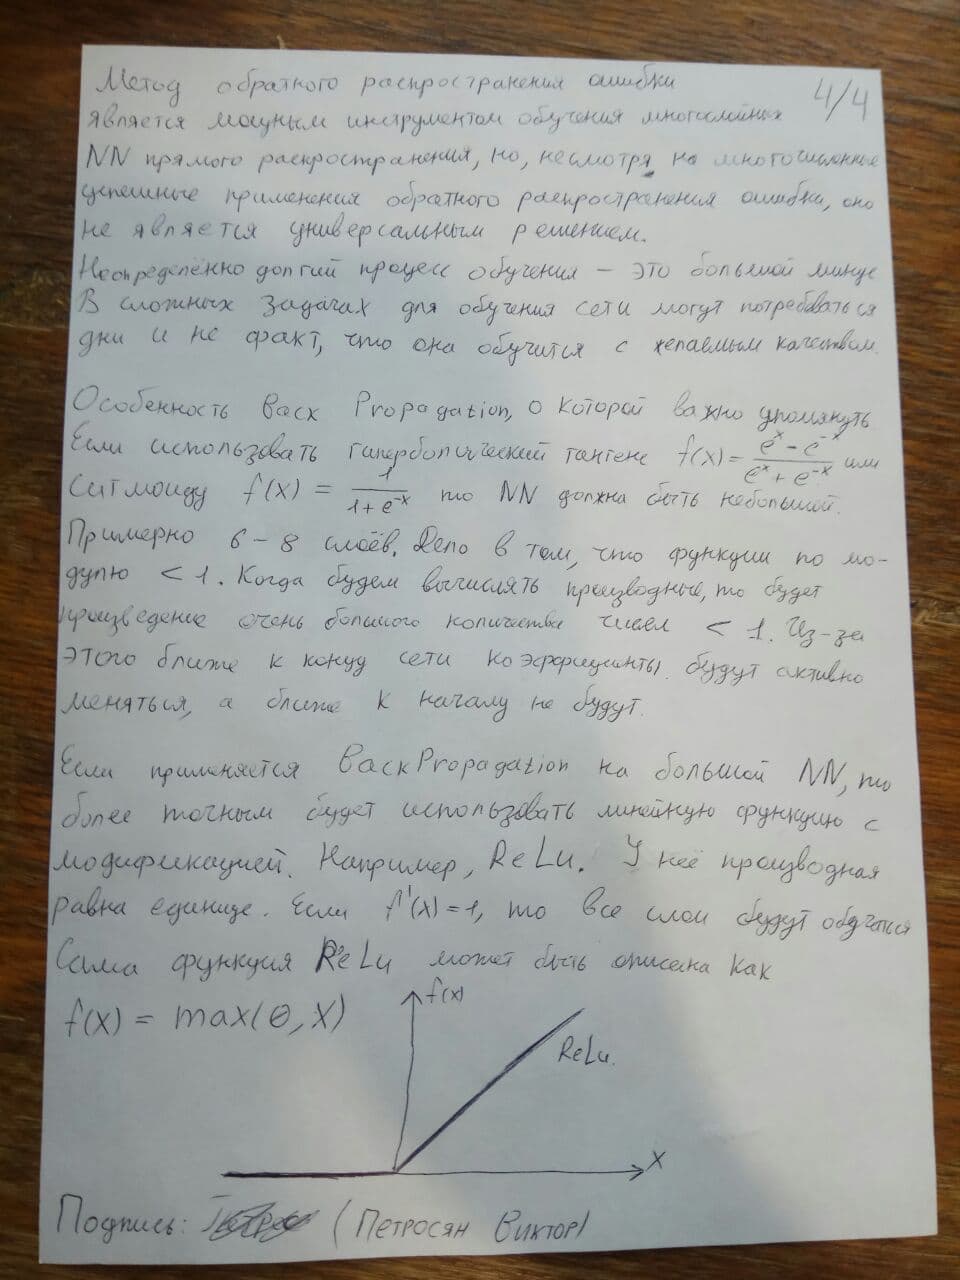 Метод обратного распространения ошибки 4/4
является мощным инструментом обучения многослойных
NN прямого распространения, но, несмотря на многочисленные
успешные применения обратного распространения ошибки, оно
не является универсальным решением.
Неопределённо долгий процесс обучения – это большой минус
В сложных задачах для обучения сети могут потребоваться
дни и не факт, что она обучится с желаемым качеством.
Особенность Back Propagation, о которой важно упомянуть
Если использовать гиперболический тангенс f(x) = (e^x - e^-x)/(e^x + e^-x) или
Сигмоиду f(x) = 1/(1 + e^-x) то NN должна быть небольшой.
Примерно 6 – 8 слоёв. Дело в том, что функции по мо-
дулю < 1. Когда будем вычислять производные, то будет
произведение очень большого количества чисел < 1. Из-за
этого ближе к концу сети коэффициенты будут активно
меняться, а ближе к началу не будут.
Если применяется BackPropagation на большой NN, то
более точным будет использовать линейную функцию с
модификацией. Например, ReLu. У неё производная
равна единице. Если f'(x) = 1, то все слои будут обучаться
Сама функция ReLu может быть описана как
f(x) = max(0, x)
f(x)
ReLu.
x
Подпись: (Петросян Виктор)